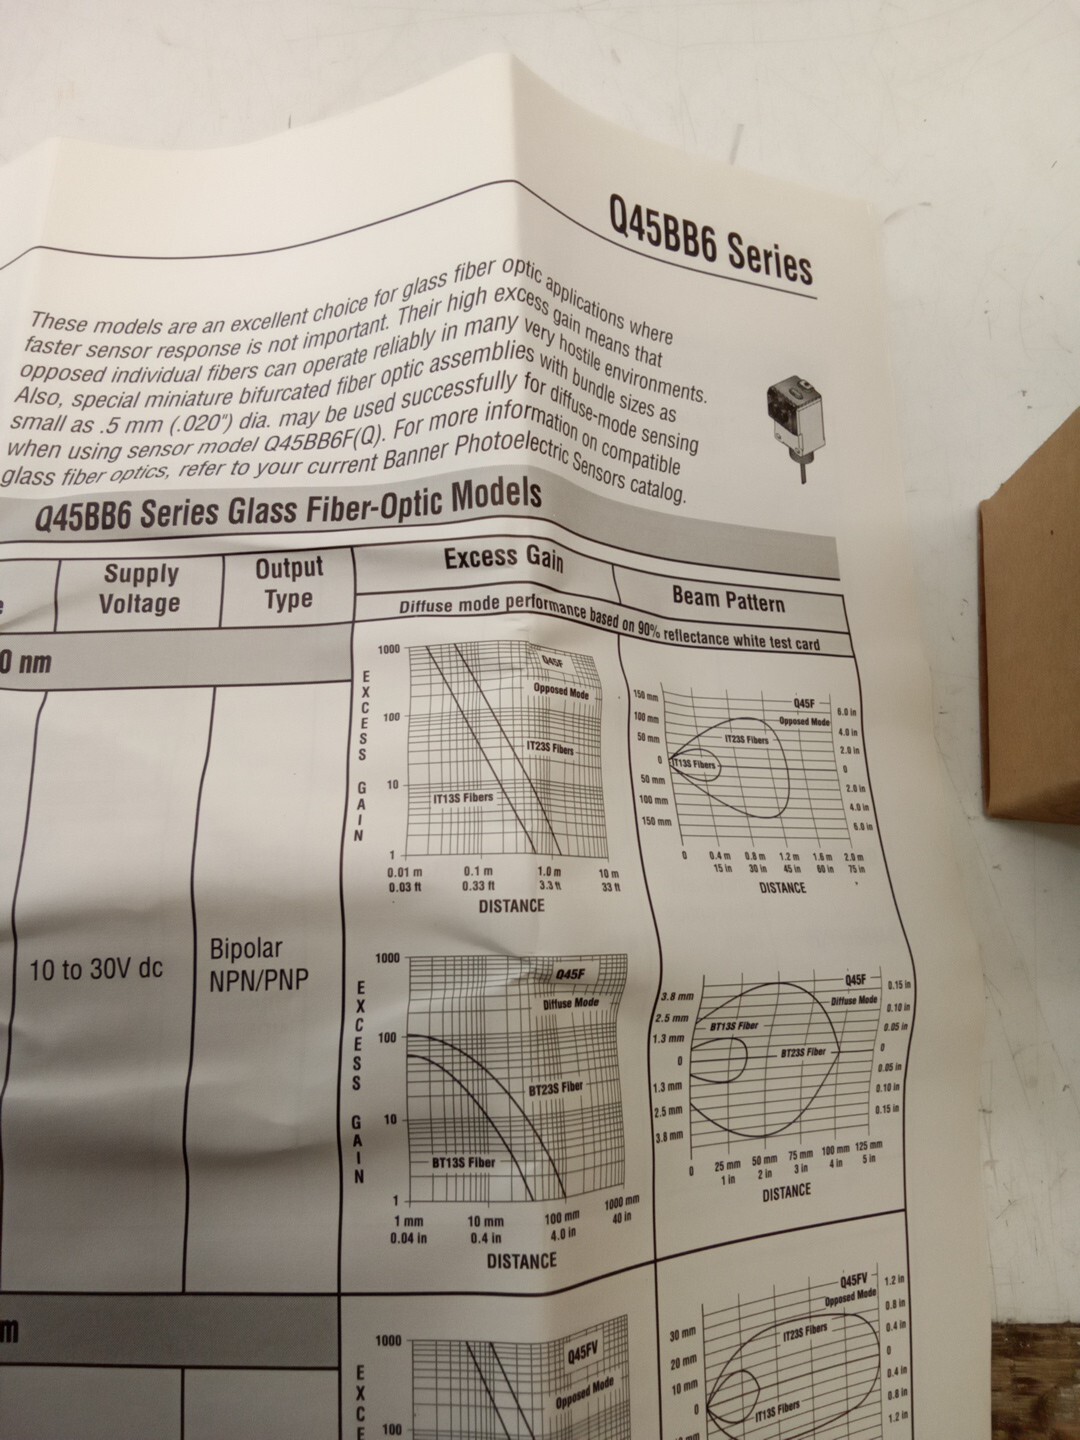 Q45BB6 Series
These models are an excellent choice for glass fiber optic applications where
faster sensor response is not important. Their high excess gain means that
opposed individual fibers can operate reliably in many very hostile environments.
Also, special miniature bifurcated fiber optic assemblies with bundle sizes as
small as .5 mm (.020") dia. may be used successfully for diffuse-mode sensing
when using sensor model Q45BB6F(Q). For more information on compatible
glass fiber optics, refer to your current Banner Photoelectric Sensors catalog.
Q45BB6 Series Glass Fiber-Optic Models
Supply
Voltage
Output
Type
Excess Gain
Beam Pattern
Diffuse mode performance based on 90% reflectance white test card
0 nm
10 to 30V dc
Bipolar
NPN/PNP
EXCESS GAIN
1000
100
10
1
Q45F
Opposed Mode
IT23S Fibers
IT13S Fibers
0.01 m 0.1 m 1.0 m 10 m
0.03 ft 0.33 ft 3.3 ft 33 ft
DISTANCE
150 mm
100 mm
50 mm
0
50 mm
100 mm
150 mm
Q45F
Opposed Mode
IT23S Fibers
IT13S Fibers
6.0 in
4.0 in
2.0 in
0
2.0 in
4.0 in
6.0 in
0 0.4 m 0.8 m 1.2 m 1.6 m 2.0 m
15 in 30 in 45 in 60 in 75 in
DISTANCE
EXCESS GAIN
1000
100
10
1
Q45F
Diffuse Mode
BT23S Fiber
BT13S Fiber
1 mm 10 mm 100 mm 1000 mm
0.04 in 0.4 in 4.0 in 40 in
DISTANCE
3.8 mm
2.5 mm
1.3 mm
0
1.3 mm
2.5 mm
3.8 mm
Q45F
Diffuse Mode
BT13S Fiber
BT23S Fiber
0.15 in
0.10 in
0.05 in
0
0.05 in
0.10 in
0.15 in
0 25 mm 50 mm 75 mm 100 mm 125 mm
1 in 2 in 3 in 4 in 5 in
DISTANCE
m
EXCE
1000
100
Q45FV
Opposed Mode
30 mm
20 mm
10 mm
0
Q45FV
Opposed Mode
IT23S Fibers
IT13S Fibers
1.2 in
0.8 in
0.4 in
0
0.4 in
0.8 in
1.2 in